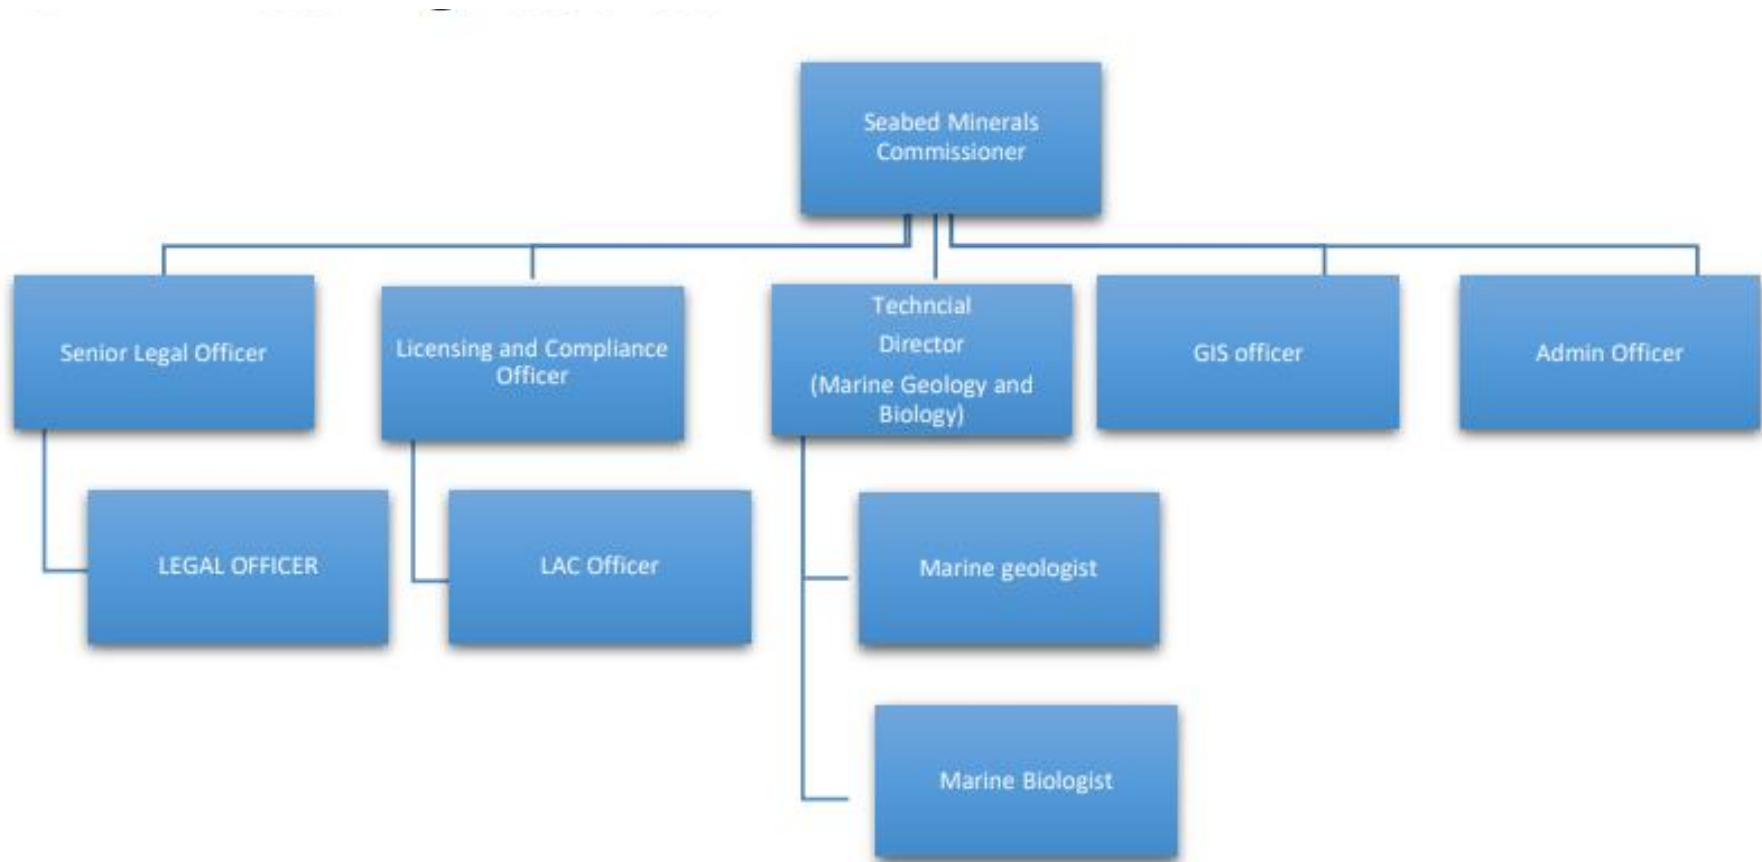 Seabed Minerals
Commissioner
Senior Legal Officer
Licensing and Compliance
Officer
Techncial
Director
(Marine Geology and
Biology)
GIS officer
Admin Officer
LEGAL OFFICER
LAC Officer
Marine geologist
Marine Biologist